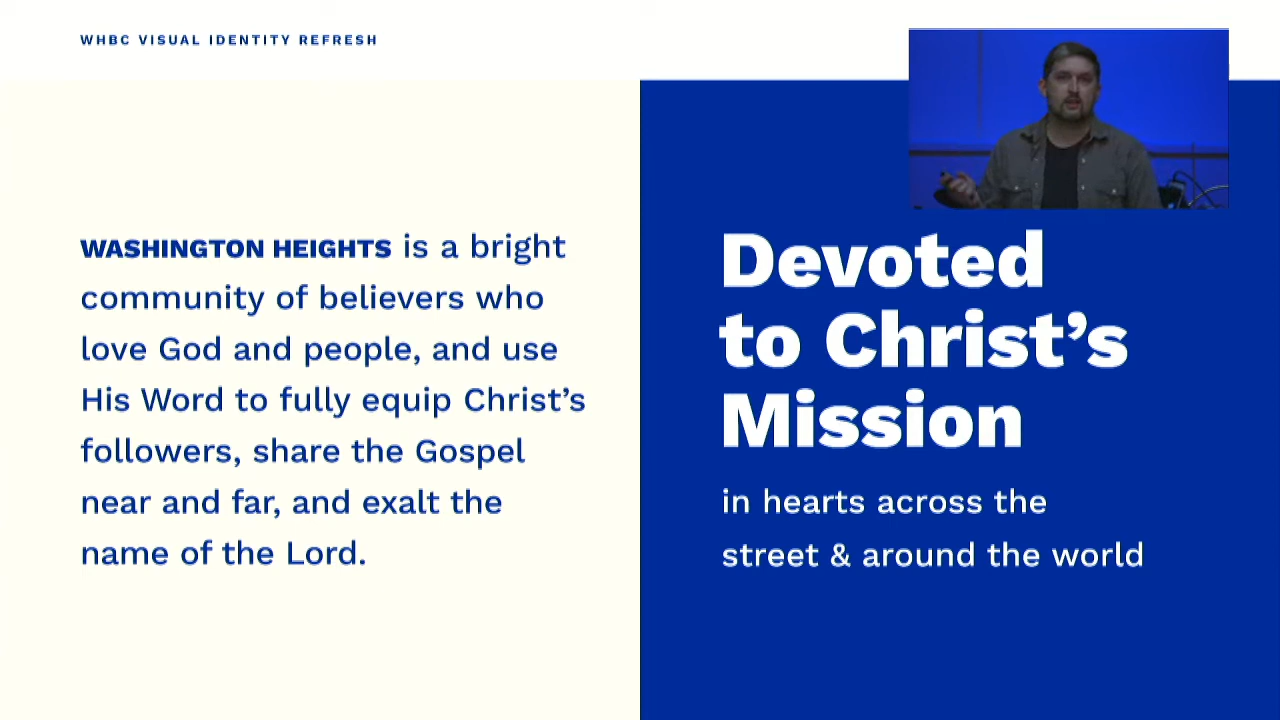 WHBC VISUAL IDENTITY REFRESH
WASHINGTON HEIGHTS is a bright
community of believers who
love God and people, and use
His Word to fully equip Christ’s
followers, share the Gospel
near and far, and exalt the
name of the Lord.
Devoted
to Christ’s
Mission
in hearts across the
street & around the world